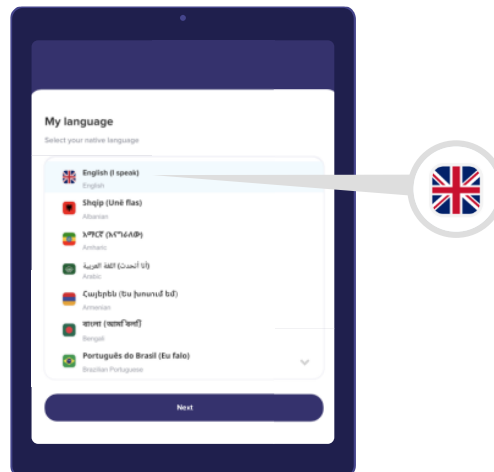 My language
Select your native language
English (I speak)
English
Shqip (Unë flas)
Albanian
አማርኛ
Amharic
(أنا أتحدث) اللغة العربية
Arabic
Հայերեն (Ես խոսում եմ)
Armenian
বাংলা
Bengali
Português do Brasil (Eu falo)
Brazilian Portuguese
Next